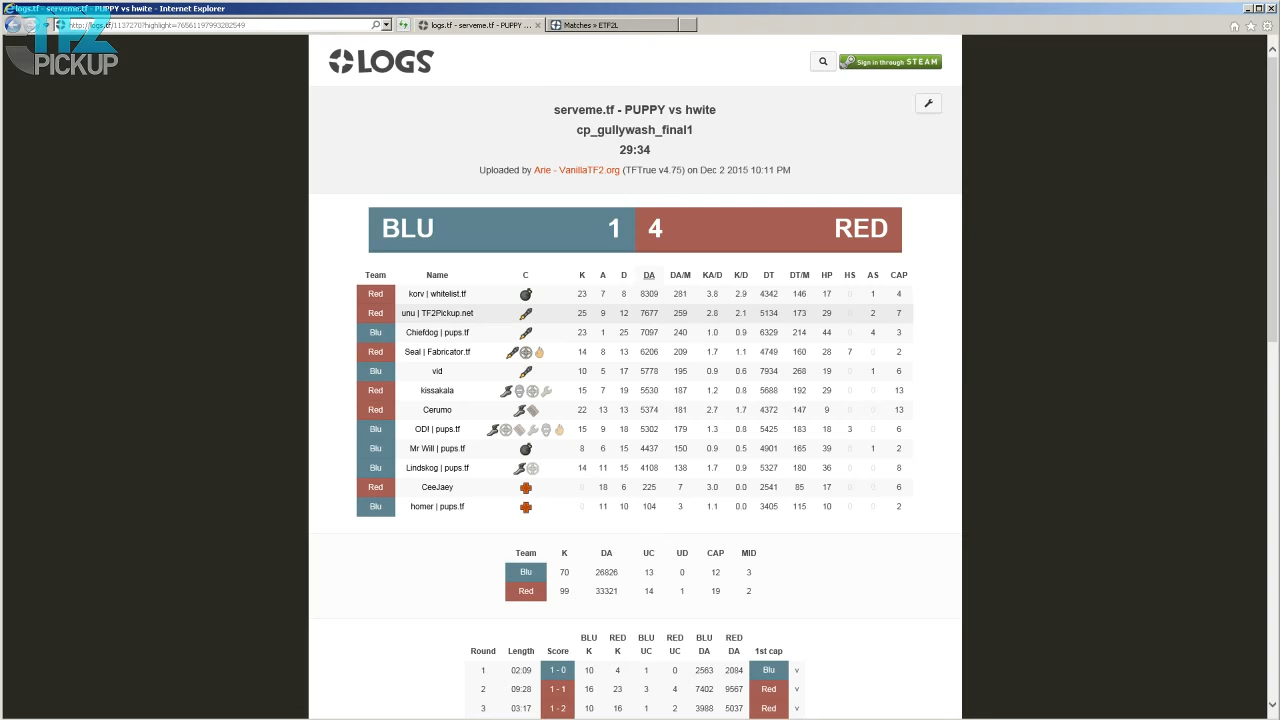 logs.tf - serveme.tf - PUPPY vs hwite - Internet Explorer
http://logs.tf/1137270?highlight=76561197993282549
logs.tf - serveme.tf - PUPPY ...
Matches > ETF2L
TF2
PICKUP
LOGS
Sign in through STEAM
serveme.tf - PUPPY vs hwite
cp_gullywash_final1
29:34
Uploaded by Arie - VanillaTF2.org (TFTrue v4.75) on Dec 2 2015 10:11 PM
BLU 1 4 RED
Team Name C K A D DA DA/M KA/D K/D DT DT/M HP HS AS CAP
Red korv | whitelist.tf 23 7 8 8309 281 3.8 2.9 4342 146 17 0 1 4
Red unu | TF2Pickup.net 25 9 12 7677 259 2.8 2.1 5134 173 29 0 2 7
Blu Chiefdog | pups.tf 23 1 25 7097 240 1.0 0.9 6329 214 44 0 4 3
Red Seal | Fabricator.tf 14 8 13 6206 209 1.7 1.1 4749 160 28 7 0 2
Blu vid 10 5 17 5778 195 0.9 0.6 7934 268 19 0 1 6
Red kissakala 15 7 19 5530 187 1.2 0.8 5688 192 29 0 0 13
Red Cerumo 22 13 13 5374 181 2.7 1.7 4372 147 9 0 0 13
Blu ODI | pups.tf 15 9 18 5302 179 1.3 0.8 5425 183 18 3 0 6
Blu Mr Will | pups.tf 8 6 15 4437 150 0.9 0.5 4901 165 39 0 1 2
Blu Lindskog | pups.tf 14 11 15 4108 138 1.7 0.9 5327 180 36 0 0 8
Red CeeJaey 0 18 6 225 7 3.0 0.0 2541 85 17 0 0 6
Blu homer | pups.tf 0 11 10 104 3 1.1 0.0 3405 115 10 0 0 2
Team K DA UC UD CAP MID
Blu 70 26826 13 0 12 3
Red 99 33321 14 1 19 2
BLU RED BLU RED BLU RED
Round Length Score K K UC UC DA DA 1st cap
1 02:09 1 - 0 10 4 1 0 2563 2084 Blu v
2 09:28 1 - 1 16 23 3 4 7402 9567 Red v
3 03:17 1 - 2 10 16 1 2 3988 5037 Red v